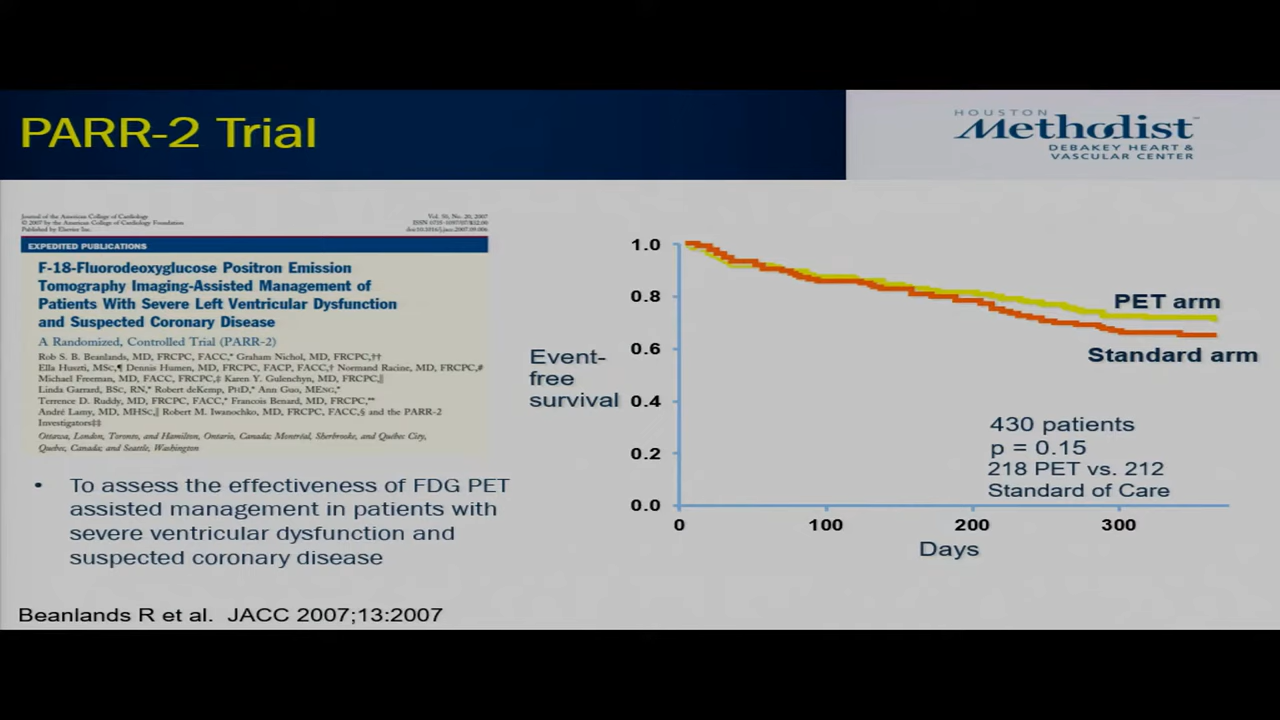 PARR-2 Trial
HOUSTON
Methodist
DEBAKEY HEART &
VASCULAR CENTER
Journal of the American College of Cardiology
© 2007 by the American College of Cardiology Foundation
Published by Elsevier Inc.
Vol. 50, No. 20, 2007
ISSN 0735-1097/07/$32.00
doi:10.1016/j.jacc.2007.09.006
EXPEDITED PUBLICATIONS
F-18-Fluorodeoxyglucose Positron Emission
Tomography Imaging-Assisted Management of
Patients With Severe Left Ventricular Dysfunction
and Suspected Coronary Disease
A Randomized, Controlled Trial (PARR-2)
Rob S. B. Beanlands, MD, FRCPC, FACC,* Graham Nichol, MD, FRCPC,††
Ella Huszti, MSc,¶ Dennis Humen, MD, FRCPC, FACP, FACC,† Normand Racine, MD, FRCPC,#
Michael Freeman, MD, FACC, FRCPC,‡ Karen Y. Gulenchyn, MD, FRCPC,∥
Linda Garrard, BSc, RN,* Robert deKemp, PHD,* Ann Guo, MENG,*
Terrence D. Ruddy, MD, FRCPC, FACC,* Francois Benard, MD, FRCPC,**
André Lamy, MD, MHSc,∥ Robert M. Iwanochko, MD, FRCPC, FACC,§ and the PARR-2
Investigators‡‡
Ottawa, London, Toronto, and Hamilton, Ontario, Canada; Montréal, Sherbrooke, and Québec City,
Quebec, Canada; and Seattle, Washington
• To assess the effectiveness of FDG PET
assisted management in patients with
severe ventricular dysfunction and
suspected coronary disease
Beanlands R et al. JACC 2007;13:2007
Event-
free
survival
1.0
0.8
0.6
0.4
0.2
0.0
PET arm
Standard arm
430 patients
p = 0.15
218 PET vs. 212
Standard of Care
0 100 200 300
Days